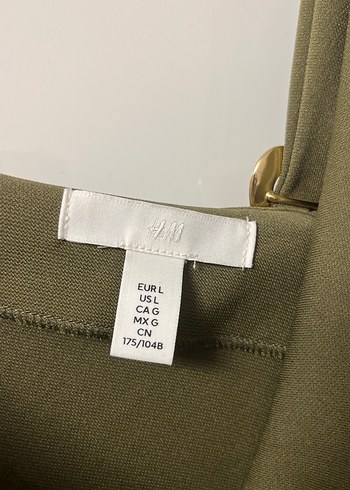 H&M
EUR L
US L
CA G
MX G
CN
175/104B